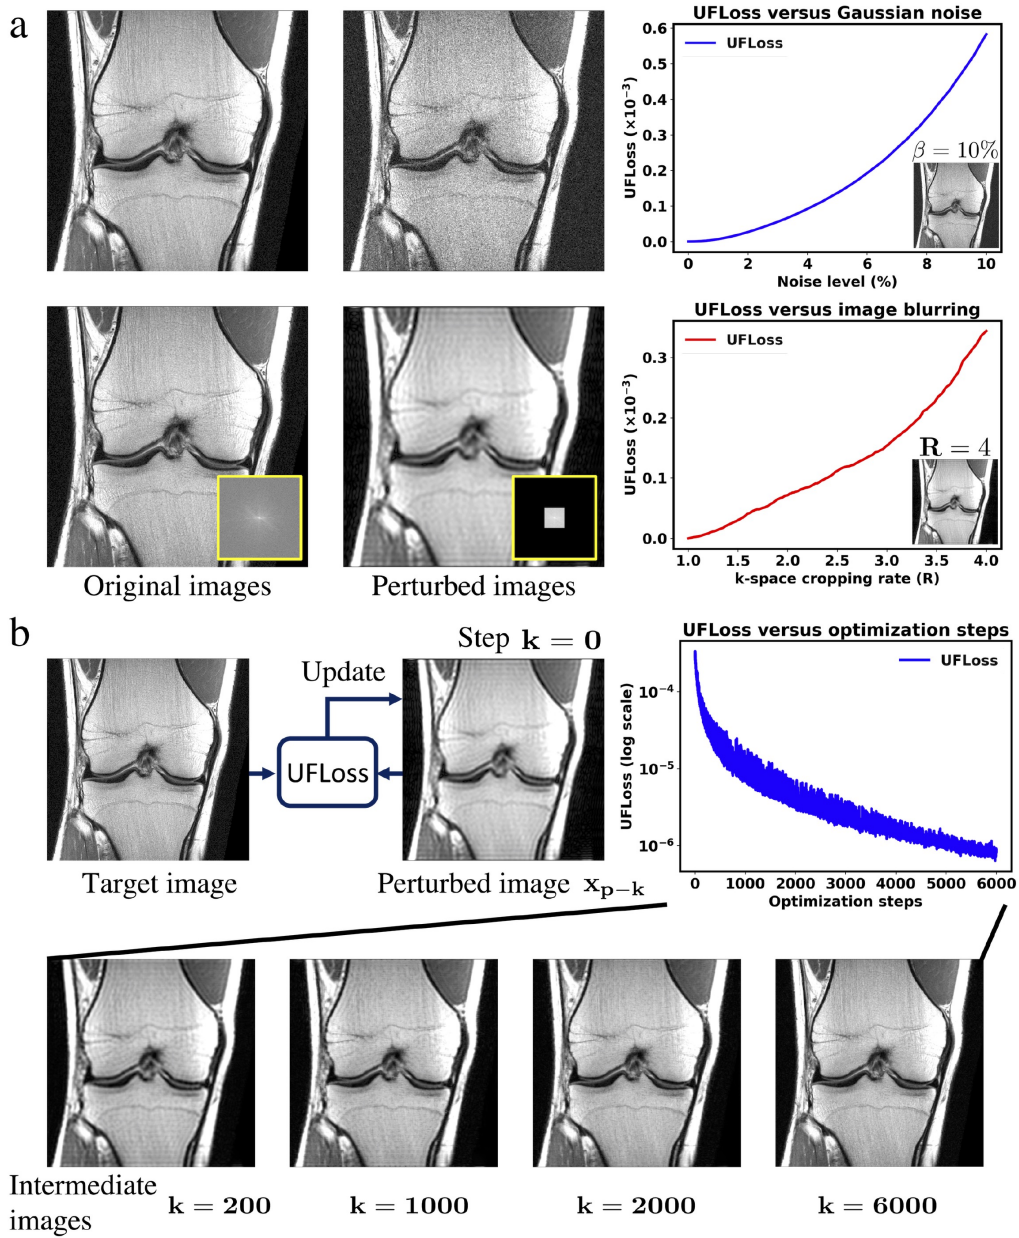 a
UFLoss versus Gaussian noise
UFLoss
0.6
0.5
0.4
0.3
0.2
0.1
0.0
UFLoss (×10⁻³)
β = 10%
0 2 4 6 8 10
Noise level (%)
UFLoss versus image blurring
UFLoss
0.3
0.2
0.1
0.0
UFLoss (×10⁻³)
R = 4
1.0 1.5 2.0 2.5 3.0 3.5 4.0
k-space cropping rate (R)
Original images
Perturbed images
b
Step k = 0
Update
UFLoss
Target image
Perturbed image x_{p−k}
UFLoss versus optimization steps
UFLoss
10⁻⁴
10⁻⁵
10⁻⁶
UFLoss (log scale)
0 1000 2000 3000 4000 5000 6000
Optimization steps
Intermediate
images
k = 200
k = 1000
k = 2000
k = 6000